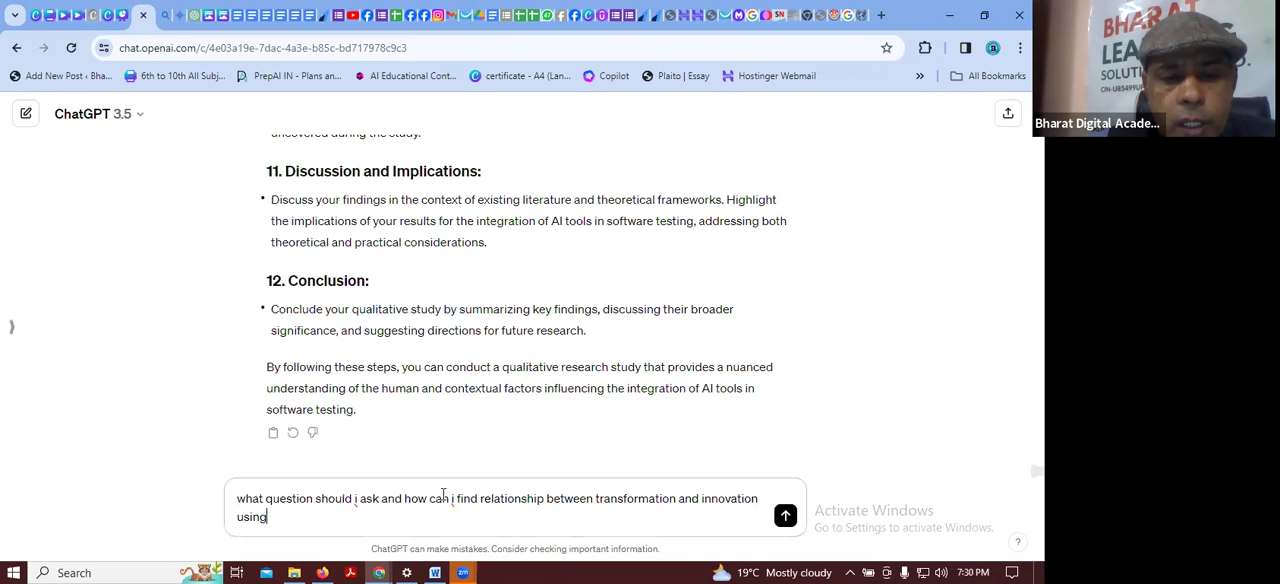 chat.openai.com/c/4e03a19e-7dac-4a3e-b85c-bd717978c9c3
Add New Post ‹ Bha...
6th to 10th All Subj...
PrepAI IN - Plans an...
AI Educational Cont...
certificate - A4 (Lan...
Copilot
Plaito | Essay
Hostinger Webmail
»
All Bookmarks
BHARAT
Bharat Digital Acade...
ChatGPT 3.5
uncovered during the study.
11. Discussion and Implications:
• Discuss your findings in the context of existing literature and theoretical frameworks. Highlight
the implications of your results for the integration of AI tools in software testing, addressing both
theoretical and practical considerations.
12. Conclusion:
• Conclude your qualitative study by summarizing key findings, discussing their broader
significance, and suggesting directions for future research.
By following these steps, you can conduct a qualitative research study that provides a nuanced
understanding of the human and contextual factors influencing the integration of AI tools in
software testing.
what question should i ask and how can i find relationship between transformation and innovation
using
Activate Windows
Go to Settings to activate Windows.
?
ChatGPT can make mistakes. Consider checking important information.
Search
19°C Mostly cloudy
7:30 PM